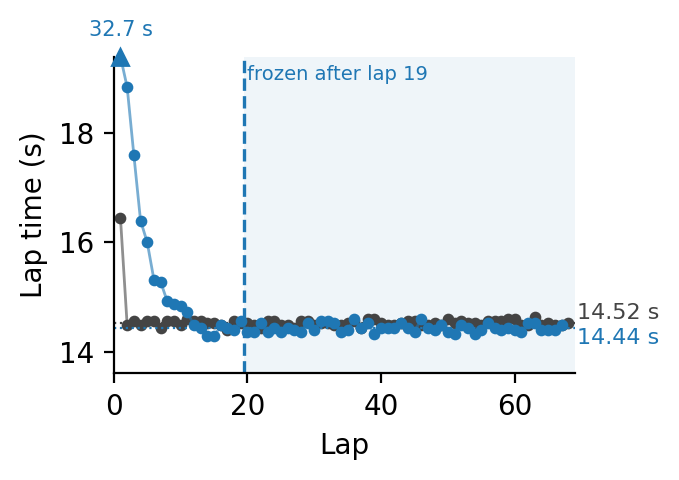 32.7 s
frozen after lap 19
18
16
14
Lap time (s)
14.52 s
14.44 s
0 20 40 60
Lap